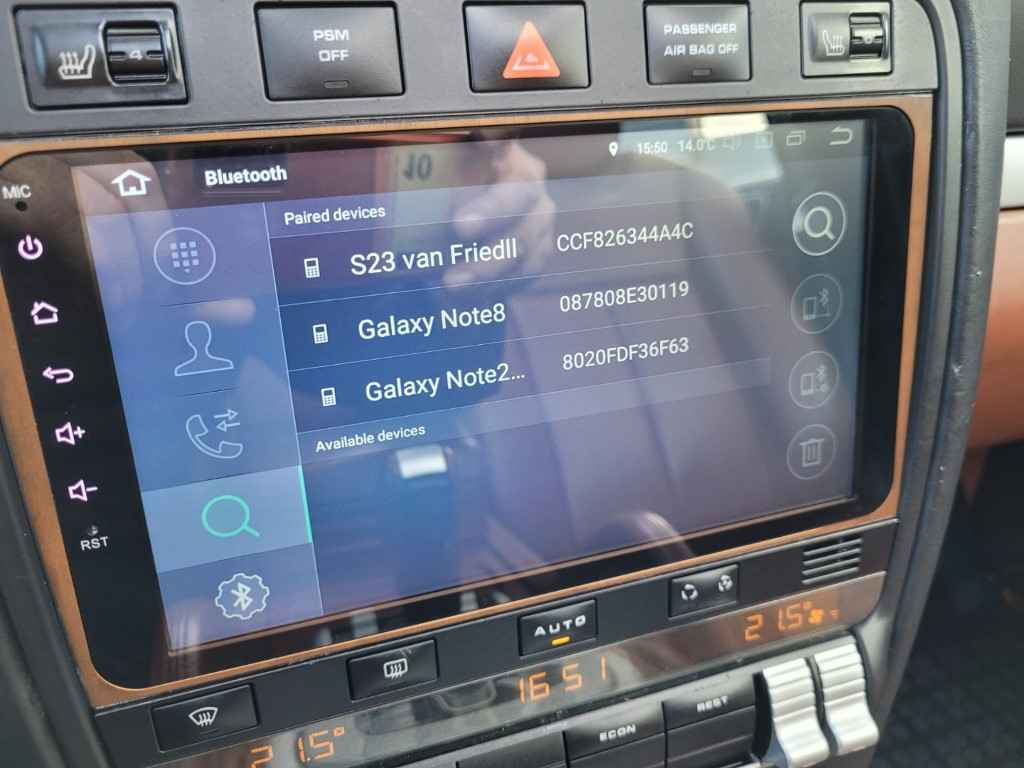 4
PSM
OFF
PASSENGER
AIR BAG OFF
MIC
Bluetooth
15:50 14.0°C
Paired devices
S23 van Friedll CCF826344A4C
Galaxy Note8 087808E30119
Galaxy Note2... 8020FDF36F63
Available devices
RST
AUTO
21.5°
16 51
21.5°
ECON
REST